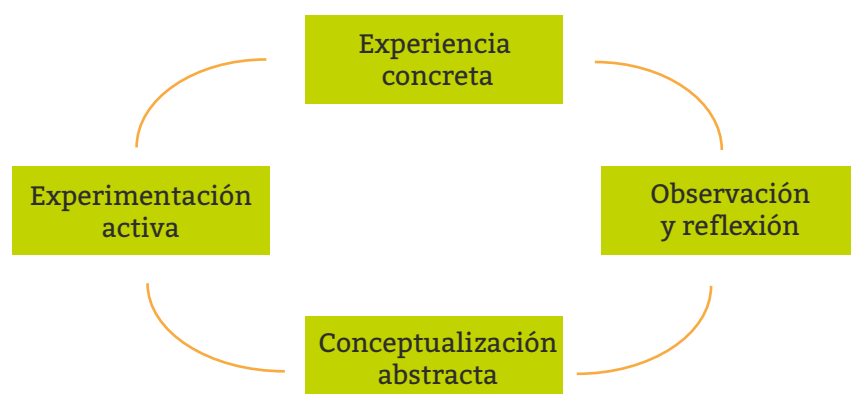 Experiencia
concreta
Experimentación
activa
Observación
y reflexión
Conceptualización
abstracta